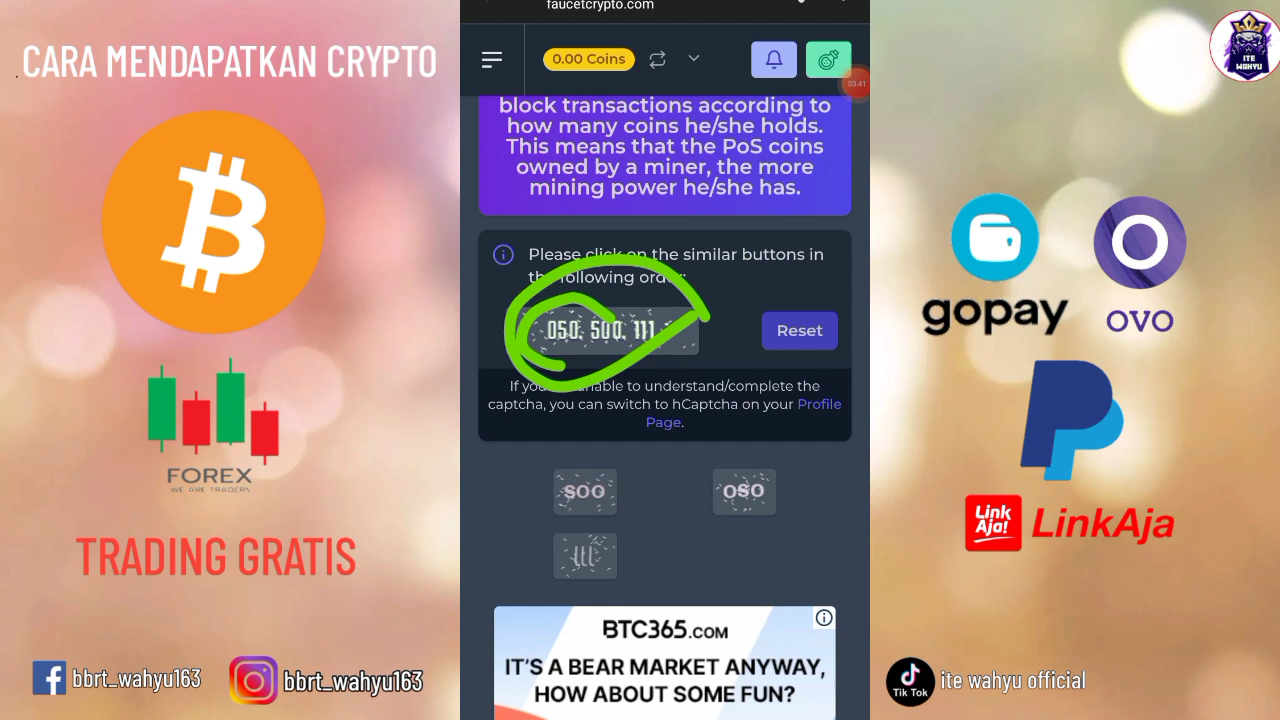 CARA MENDAPATKAN CRYPTO
FOREX
WE ARE TRADERS
TRADING GRATIS
bbrt_wahyu163
bbrt_wahyu163
faucetcrypto.com
0.00 Coins
03.41
block transactions according to
how many coins he/she holds.
This means that the PoS coins
owned by a miner, the more
mining power he/she has.
Please click on the similar buttons in
the following order:
050, 500, 111
Reset
If you unable to understand/complete the
captcha, you can switch to hCaptcha on your Profile
Page.
SOO
OSO
lll
BTC365.COM
IT'S A BEAR MARKET ANYWAY,
HOW ABOUT SOME FUN?
ITE
WAHYU
gopay
OVO
Link
Aja!
LinkAja
Tik Tok
ite wahyu official